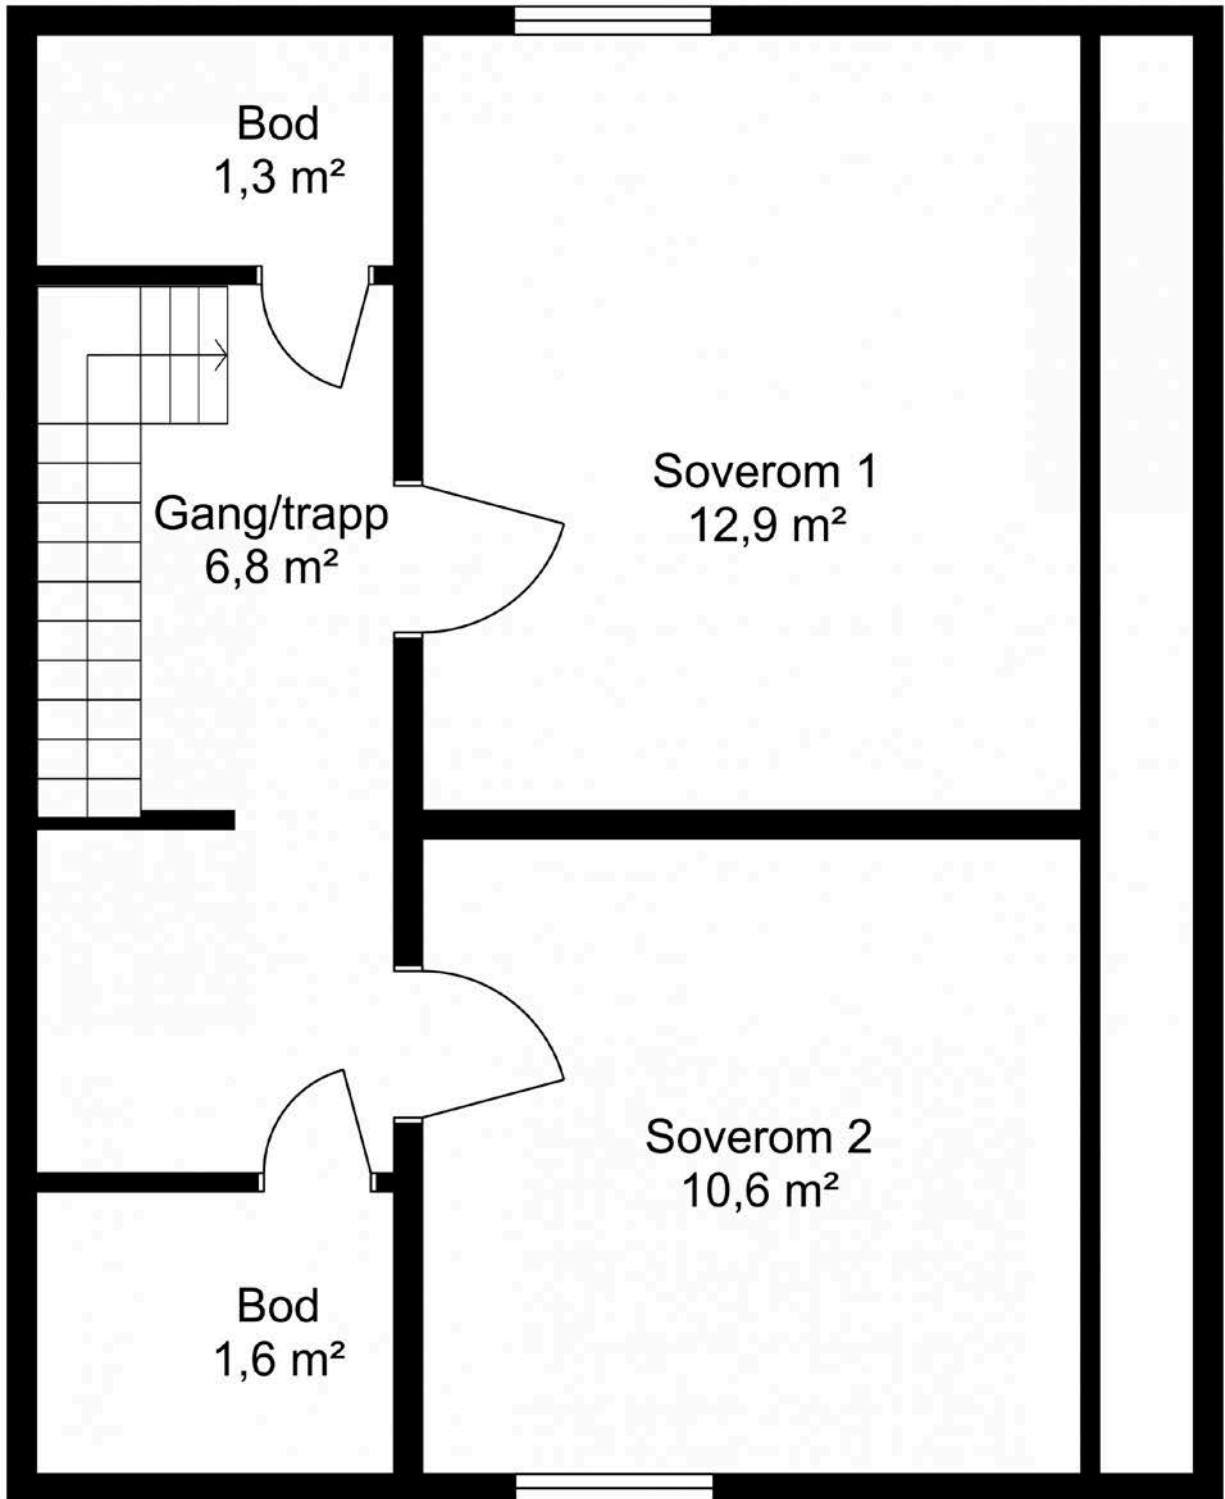 Bod
1,3 m²
Soverom 1
12,9 m²
Gang/trapp
6,8 m²
Soverom 2
10,6 m²
Bod
1,6 m²